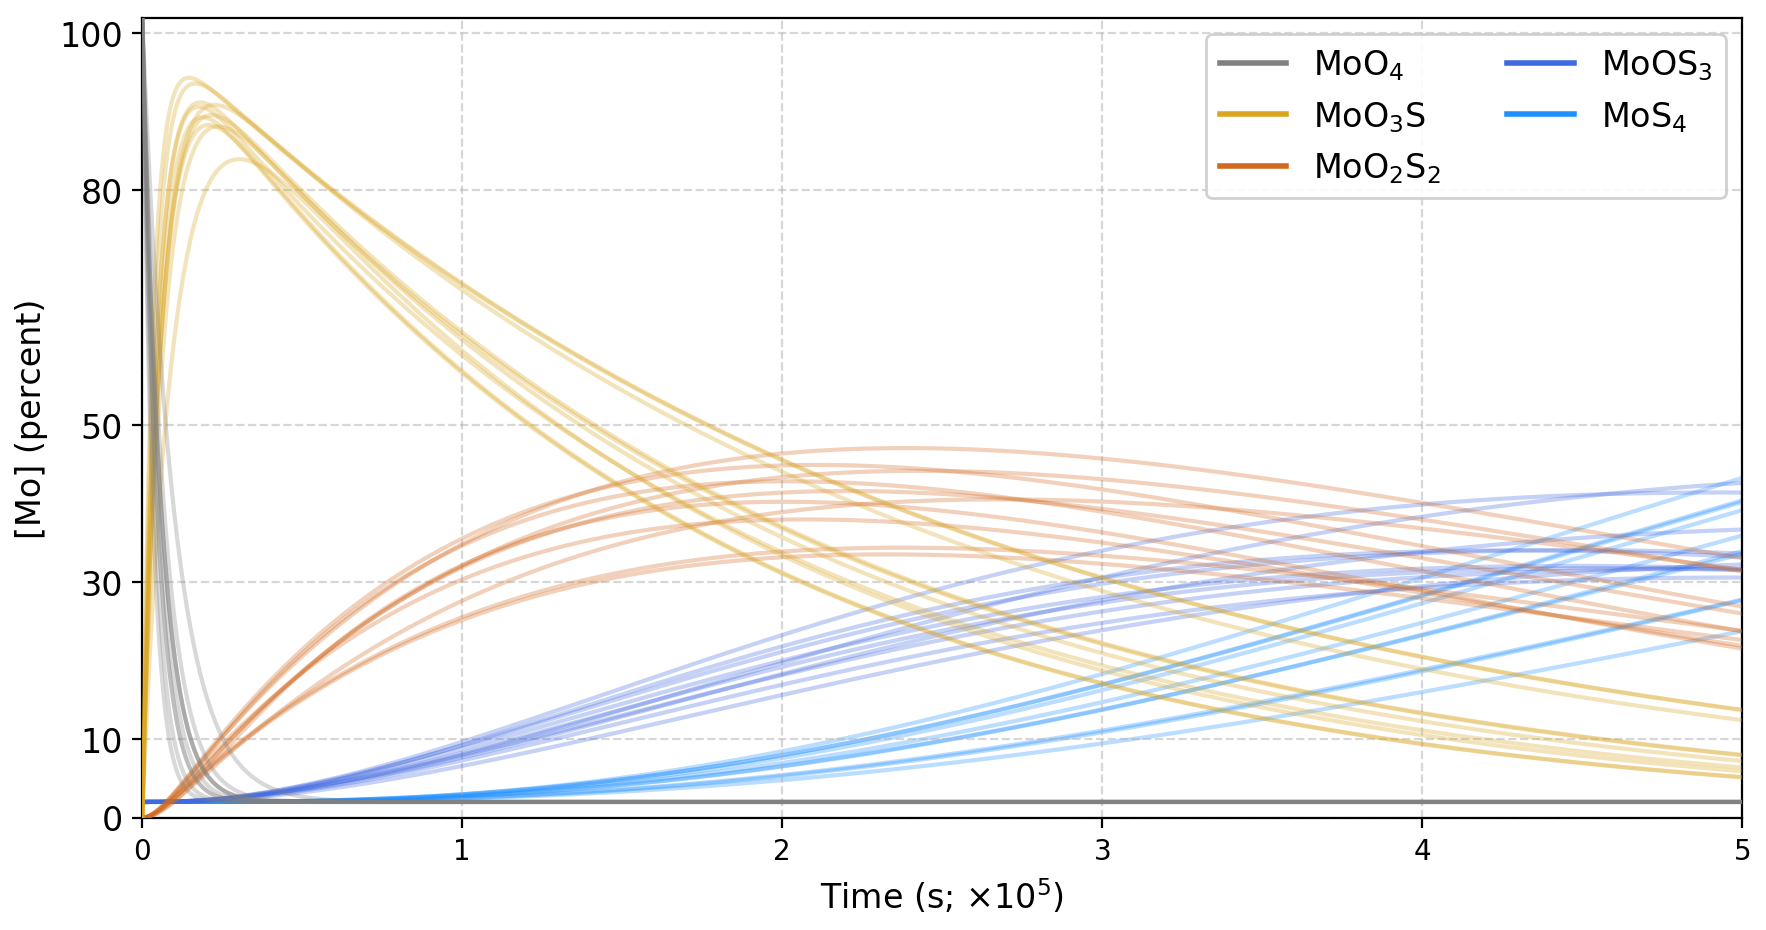 100
80
50
30
10
0
[Mo] (percent)
MoO₄
MoO₃S
MoO₂S₂
MoOS₃
MoS₄
0 1 2 3 4 5
Time (s; ×10⁵)